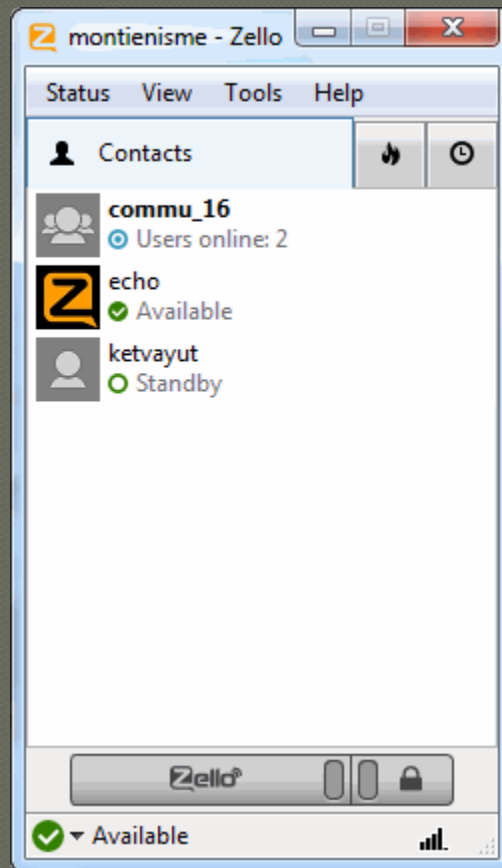 montienisme - Zello
Status View Tools Help
Contacts
commu_16
Users online: 2
echo
Available
ketvayut
Standby
Zello
Available